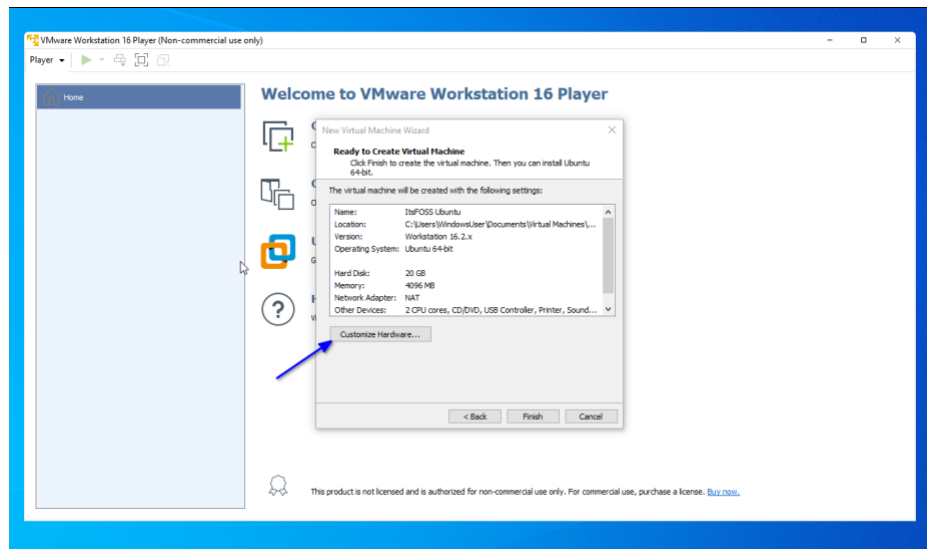 VMware Workstation 16 Player (Non-commercial use only)
Player
Home
Welcome to VMware Workstation 16 Player
New Virtual Machine Wizard
Ready to Create Virtual Machine
Click Finish to create the virtual machine. Then you can install Ubuntu
64-bit.
The virtual machine will be created with the following settings:
Name: ItsFOSS Ubuntu
Location: C:\Users\WindowsUser\Documents\Virtual Machines\...
Version: Workstation 16.2.x
Operating System: Ubuntu 64-bit
Hard Disk: 20 GB
Memory: 4096 MB
Network Adapter: NAT
Other Devices: 2 CPU cores, CD/DVD, USB Controller, Printer, Sound...
Customize Hardware...
< Back Finish Cancel
This product is not licensed and is authorized for non-commercial use only. For commercial use, purchase a license. Buy now.